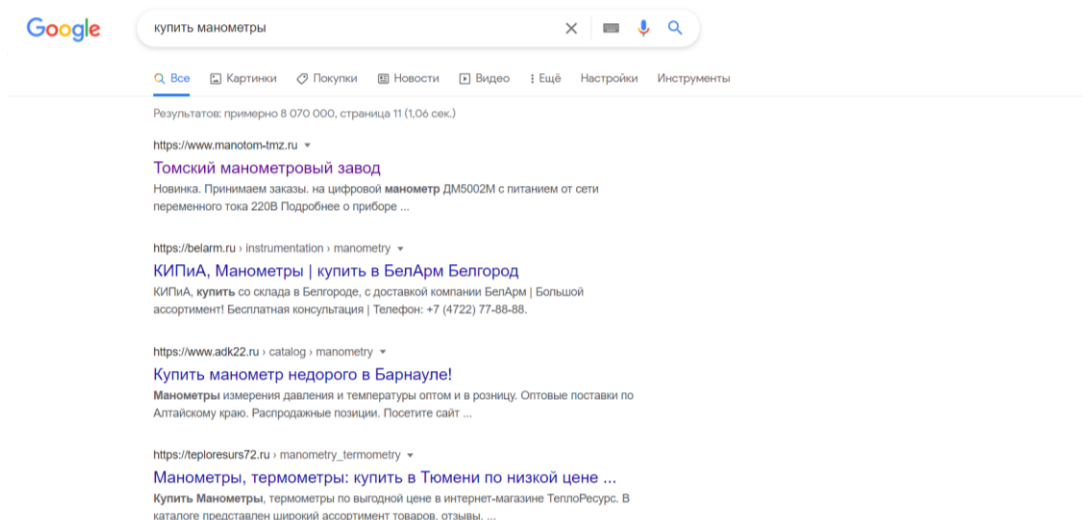 Google
купить манометры
Все Картинки Покупки Новости Видео Ещё Настройки Инструменты
Результатов: примерно 8 070 000, страница 11 (1,06 сек.)
https://www.manotom-tmz.ru
Томский манометровый завод
Новинка. Принимаем заказы. на цифровой манометр ДМ5002М с питанием от сети
переменного тока 220В Подробнее о приборе ...
https://belarm.ru › instrumentation › manometry
КИПиА, Манометры | купить в БелАрм Белгород
КИПиА, купить со склада в Белгороде, с доставкой компании БелАрм | Большой
ассортимент! Бесплатная консультация | Телефон: +7 (4722) 77-88-88.
https://www.adk22.ru › catalog › manometry
Купить манометр недорого в Барнауле!
Манометры измерения давления и температуры оптом и в розницу. Оптовые поставки по
Алтайскому краю. Распродажные позиции. Посетите сайт ...
https://teploresurs72.ru › manometry_termometry
Манометры, термометры: купить в Тюмени по низкой цене ...
Купить Манометры, термометры по выгодной цене в интернет-магазине ТеплоРесурс. В
каталоге представлен широкий ассортимент товаров, отзывы, ...